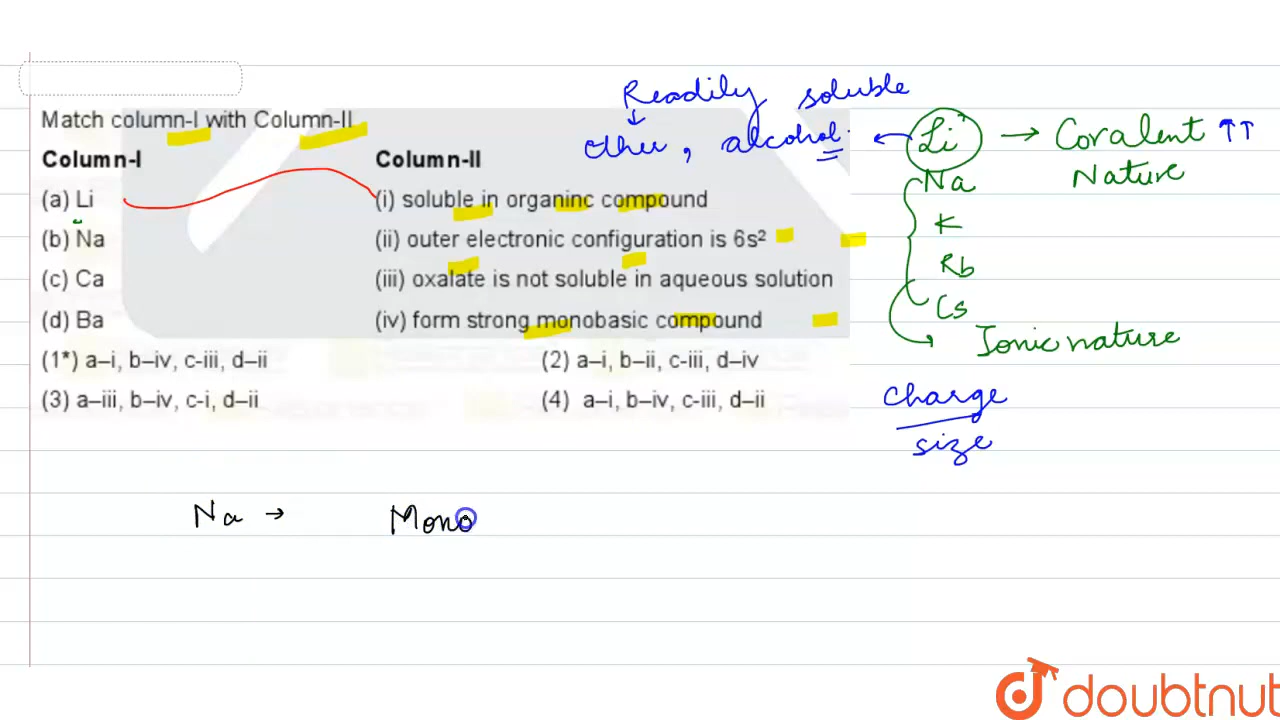 Readily soluble
Match column-I with Column-II
ether, alcohol. ← Li → Covalent ↑↑
Nature
Column-I Column-II
(a) Li (i) soluble in organinc compound
Na
(b) Na (ii) outer electronic configuration is 6s²
K
(c) Ca (iii) oxalate is not soluble in aqueous solution
Rb
(d) Ba (iv) form strong monobasic compound
Cs
Ionic nature
(1*) a–i, b–iv, c-iii, d–ii (2) a–i, b–ii, c-iii, d–iv
(3) a–iii, b–iv, c-i, d–ii (4) a–i, b–iv, c-iii, d–ii
charge
size
Na → Mono
doubtnut